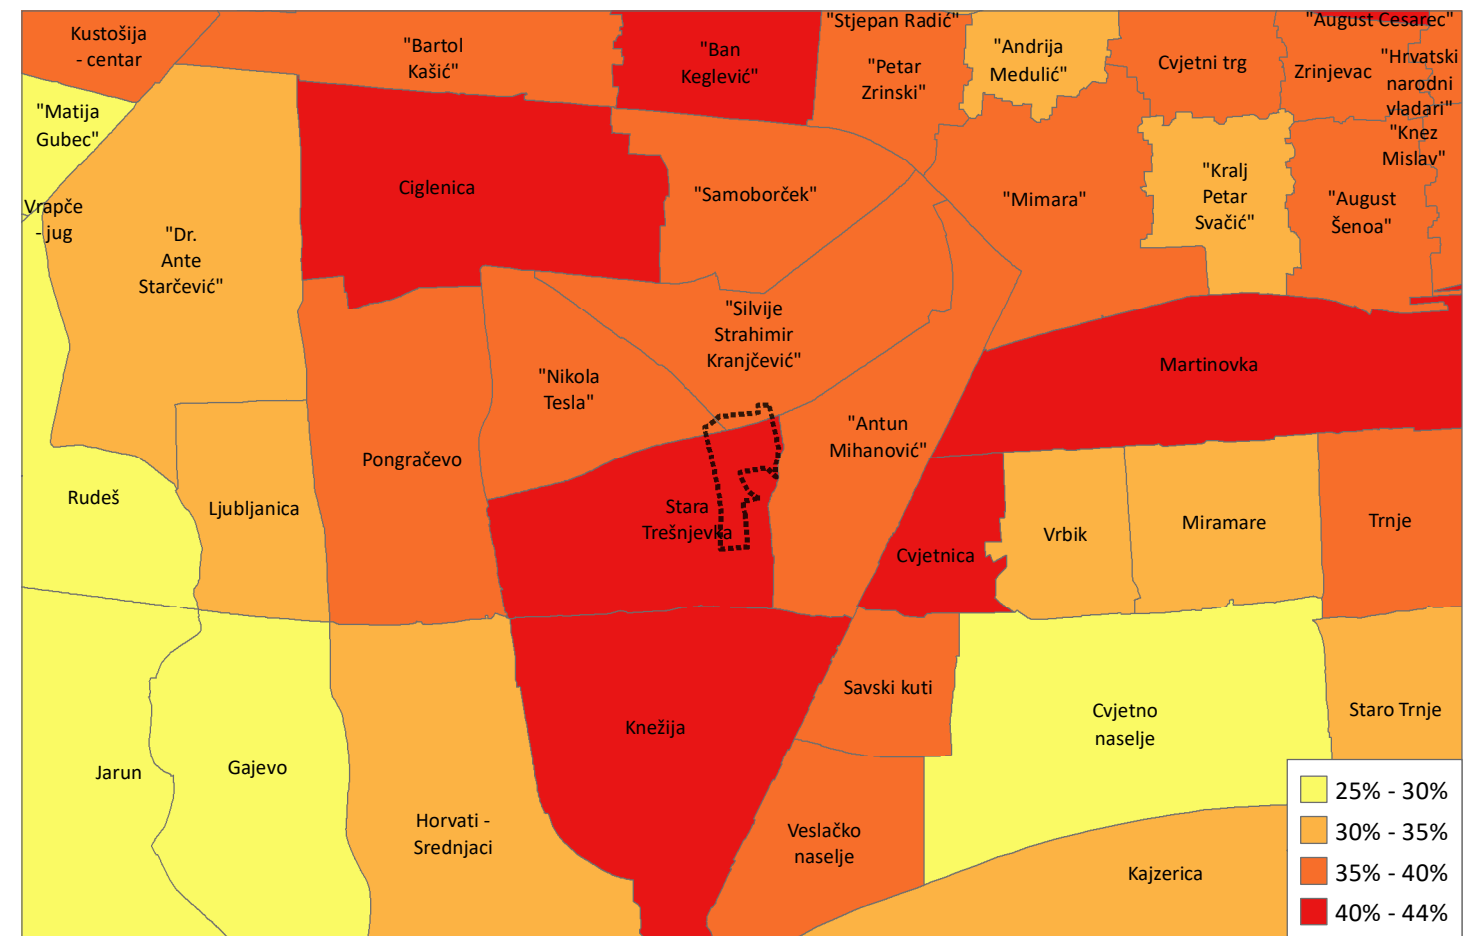 Kustošija
- centar
"Bartol
Kašić"
"Ban
Keglević"
"Stjepan Radić"
"Petar
Zrinski"
"Andrija
Medulić"
Cvjetni trg
"August Cesarec"
Zrinjevac
"Hrvatski
narodni
vladari"
"Matija
Gubec"
"Knez
Mislav"
Vrapče
- jug
"Dr.
Ante
Starčević"
Ciglenica
"Samoborček"
"Mimara"
"Kralj
Petar
Svačić"
"August
Šenoa"
"Silvije
Strahimir
Kranjčević"
Martinovka
"Nikola
Tesla"
"Antun
Mihanović"
Pongračevo
Rudeš
Ljubljanica
Stara
Trešnjevka
Cvjetnica
Vrbik
Miramare
Trnje
Knežija
Savski kuti
Cvjetno
naselje
Staro Trnje
Jarun
Gajevo
Horvati -
Srednjaci
Veslačko
naselje
Kajzerica
25% - 30%
30% - 35%
35% - 40%
40% - 44%